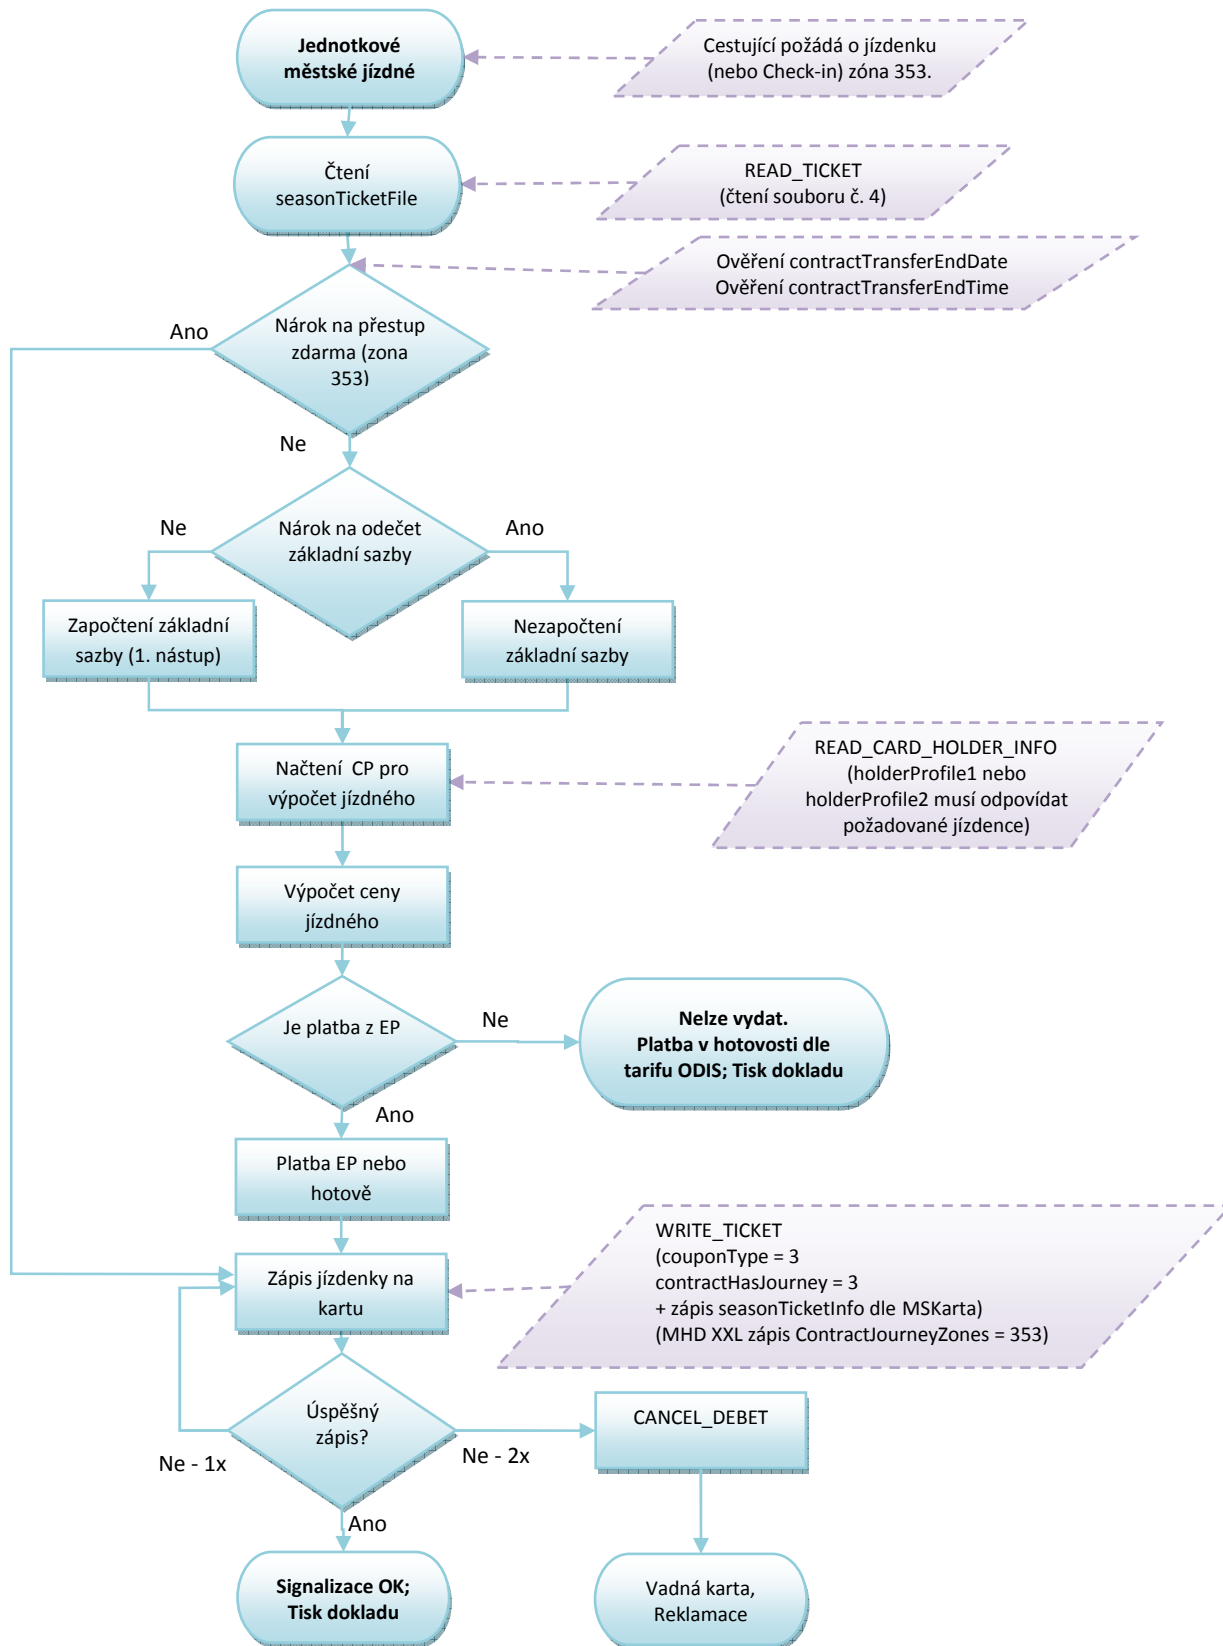 Jednotkové
městské jízdné
Cestující požádá o jízdenku
(nebo Check-in) zóna 353.
Čtení
seasonTicketFile
READ_TICKET
(čtení souboru č. 4)
Ověření contractTransferEndDate
Ověření contractTransferEndTime
Ano
Nárok na přestup
zdarma (zona
353)
Ne
Ne
Nárok na odečet
základní sazby
Ano
Započtení základní
sazby (1. nástup)
Nezapočtení
základní sazby
Načtení  CP pro
výpočet jízdného
READ_CARD_HOLDER_INFO
(holderProfile1 nebo
holderProfile2 musí odpovídat
požadované jízdence)
Výpočet ceny
jízdného
Je platba z EP
Ne
Nelze vydat.
Platba v hotovosti dle
tarifu ODIS; Tisk dokladu
Ano
Platba EP nebo
hotově
WRITE_TICKET
(couponType = 3
contractHasJourney = 3
+ zápis seasonTicketInfo dle MSKarta)
(MHD XXL zápis ContractJourneyZones = 353)
Zápis jízdenky na
kartu
Úspěšný
zápis?
Ne - 1x
Ne - 2x
CANCEL_DEBET
Ano
Signalizace OK;
Tisk dokladu
Vadná karta,
Reklamace